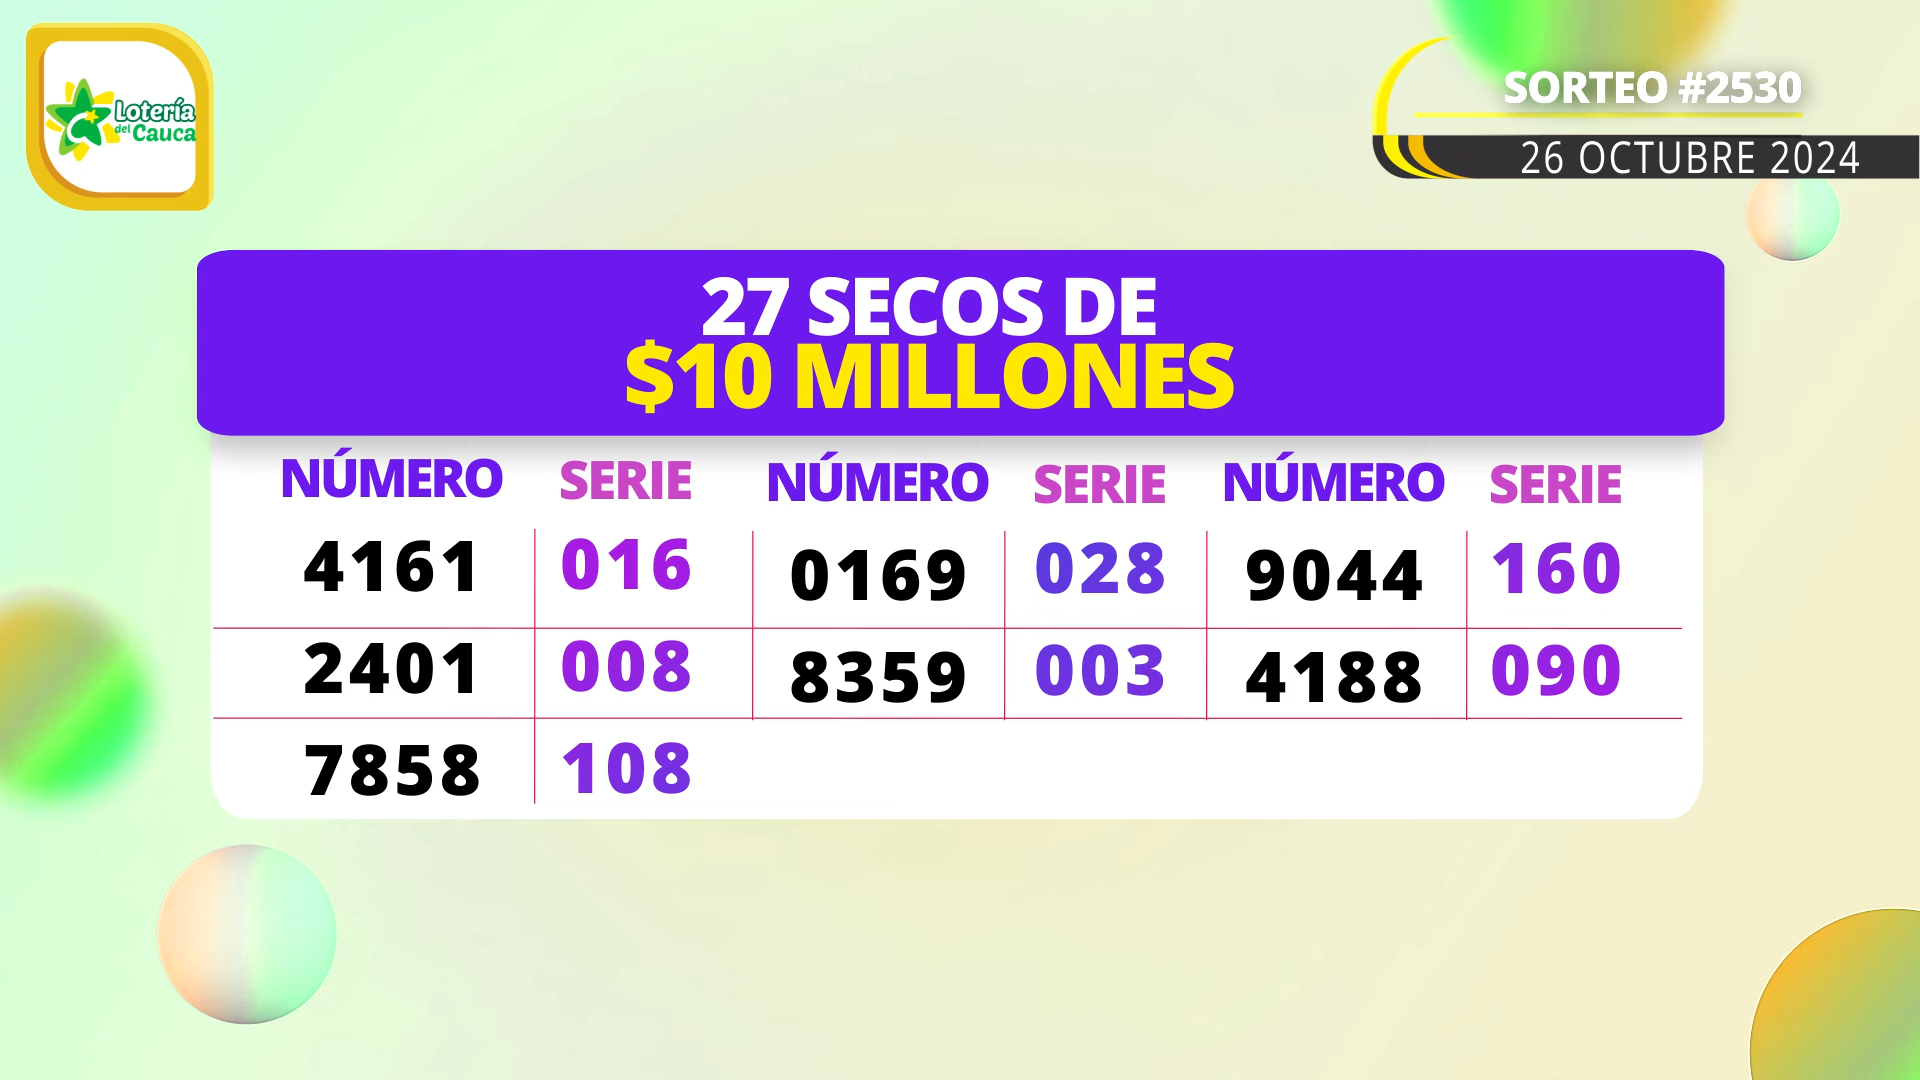 Lotería
del Cauca
SORTEO #2530
26 OCTUBRE 2024
27 SECOS DE
$10 MILLONES
NÚMERO SERIE NÚMERO SERIE NÚMERO SERIE
4161 016 0169 028 9044 160
2401 008 8359 003 4188 090
7858 108